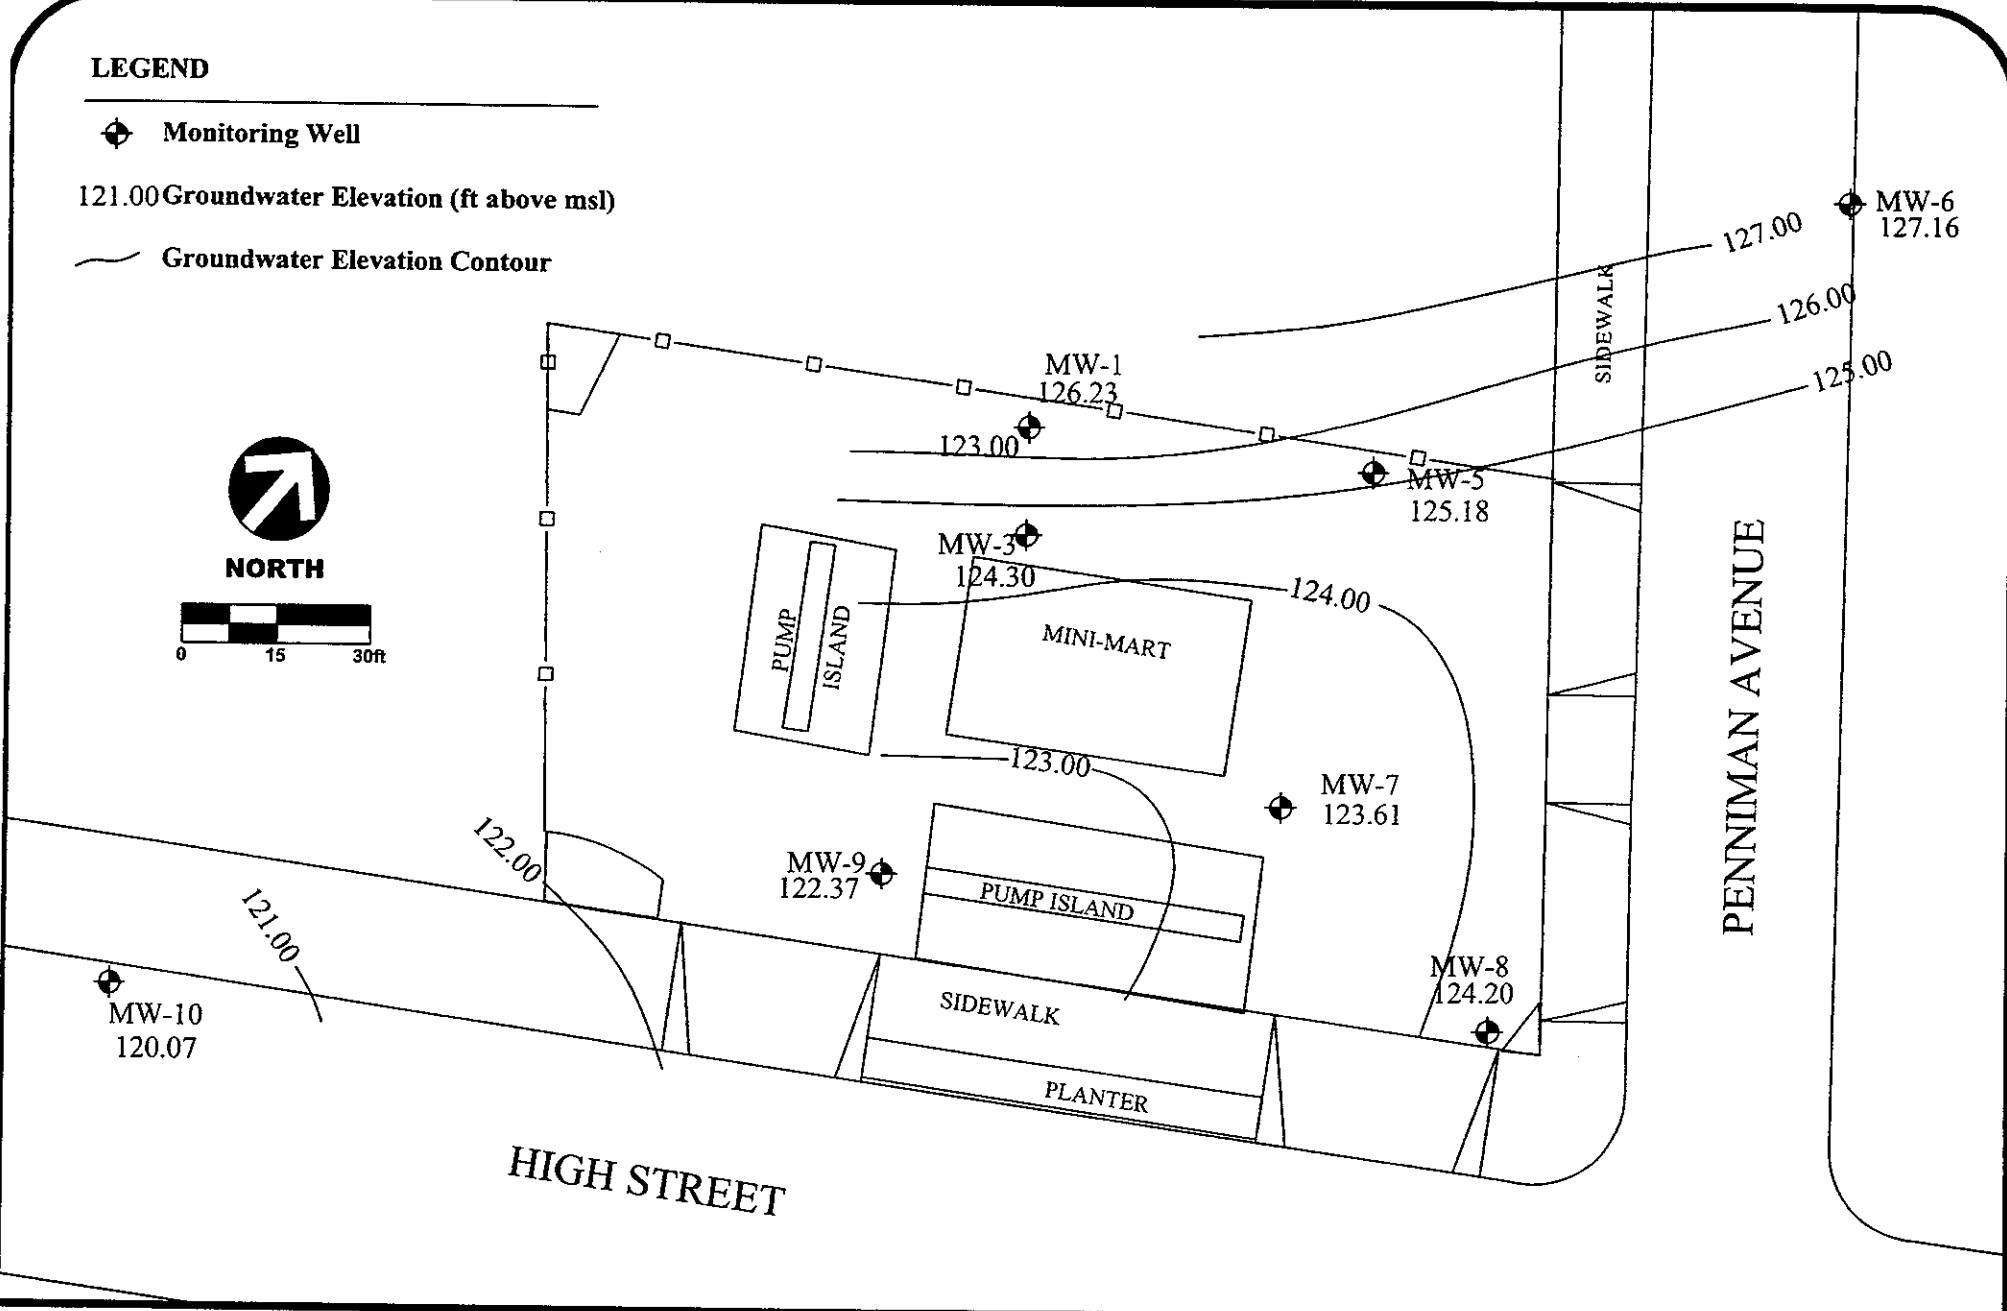 LEGEND
Monitoring Well
121.00 Groundwater Elevation (ft above msl)
Groundwater Elevation Contour
NORTH
0 15 30ft
MW-6
127.16
127.00
126.00
125.00
SIDEWALK
MW-1
126.23
123.00
MW-5
125.18
MW-3
124.30
124.00
PUMP
ISLAND
MINI-MART
123.00
MW-7
123.61
MW-9
122.37
PUMP ISLAND
122.00
121.00
MW-10
120.07
MW-8
124.20
SIDEWALK
PLANTER
HIGH STREET
PENNIMAN AVENUE